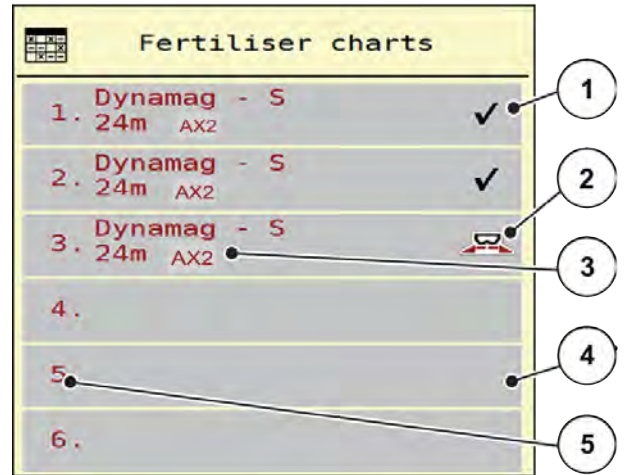 Fertiliser charts
1. Dynamag - S
24m AX2
1
2. Dynamag - S
24m AX2
2
3. Dynamag - S
24m AX2
3
4.
4
5.
5
6.